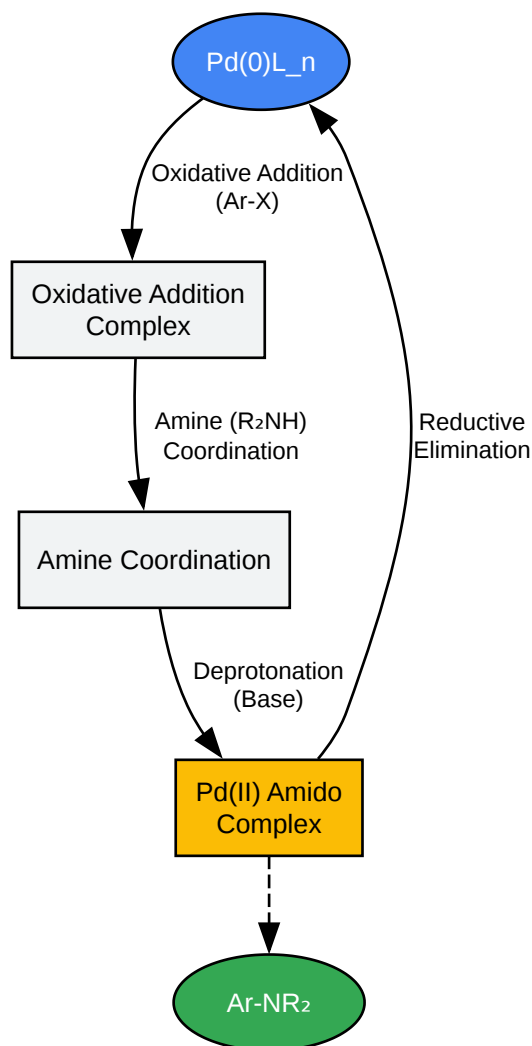 Pd(0)L_n
Oxidative Addition
(Ar-X)
Oxidative Addition
Complex
Amine (R₂NH)
Coordination
Reductive
Elimination
Amine Coordination
Deprotonation
(Base)
Pd(II) Amido
Complex
Ar-NR₂